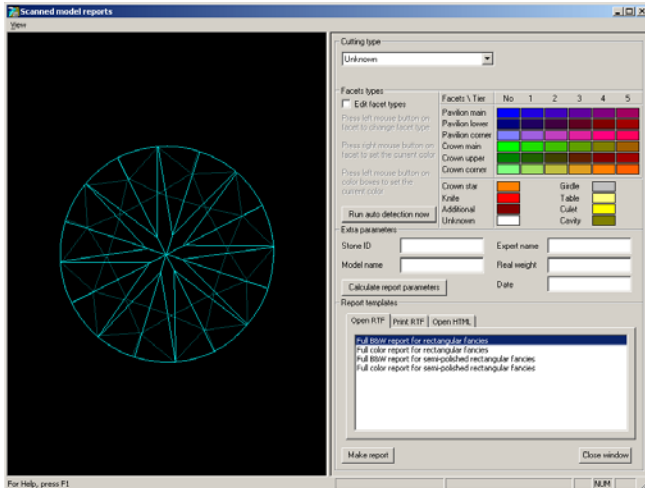 Scanned model reports
View
Cutting type
Unknown
Facets types
Edit facet types
Press left mouse button on facet to change facet type
Press right mouse button on facet to set the current color
Press left mouse button on color boxes to set the current color
Run auto detection now
Facets \ Tier No 1 2 3 4 5
Pavilion main
Pavilion lower
Pavilion corner
Crown main
Crown upper
Crown corner
Crown star Girdle
Knife Table
Additional Culet
Unknown Cavity
Extra parameters
Stone ID Expert name
Model name Real weight
Calculate report parameters Date
Report templates
Open RTF Print RTF Open HTML
Full B&W report for rectangular fancies
Full color report for rectangular fancies
Full B&W report for semi-polished rectangular fancies
Full color report for semi-polished rectangular fancies
Make report Close window
For Help, press F1 NUM